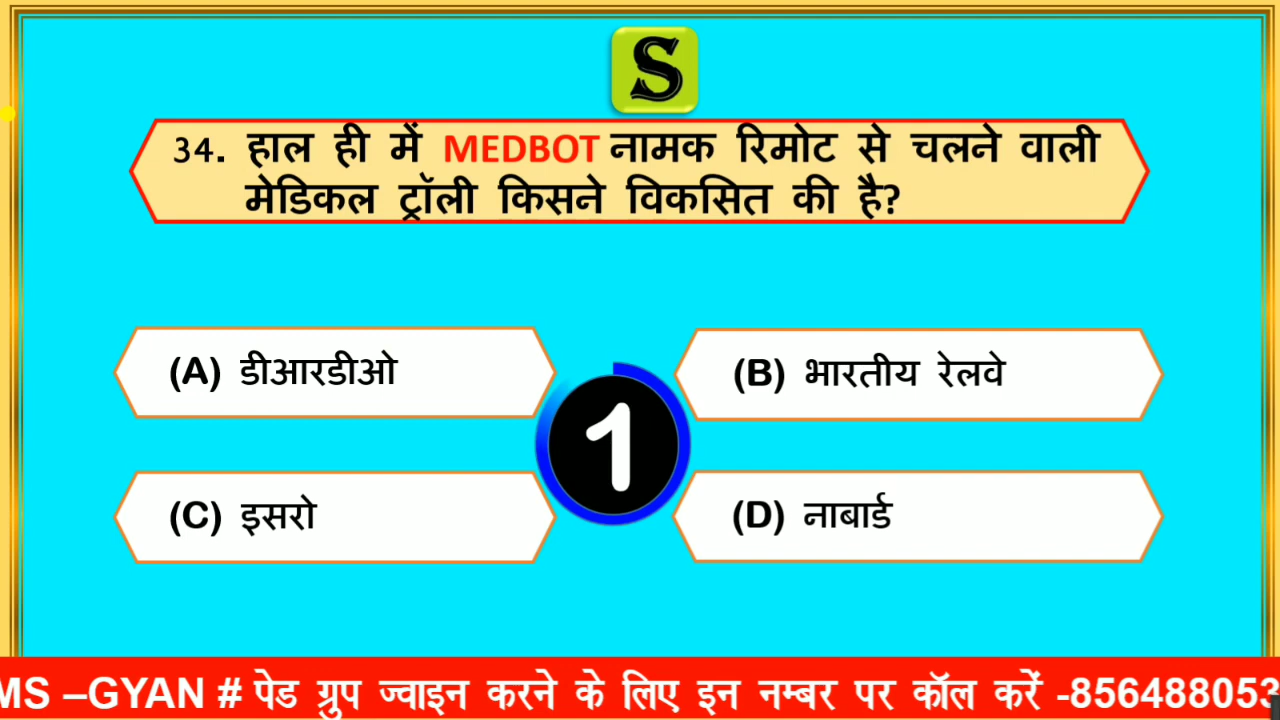 S
34. हाल ही में MEDBOT नामक रिमोट से चलने वाली
मेडिकल ट्रॉली किसने विकसित की है?
(A) डीआरडीओ
(B) भारतीय रेलवे
1
(C) इसरो
(D) नाबार्ड
MS –GYAN # पेड ग्रुप ज्वाइन करने के लिए इन नम्बर पर कॉल करें -856488053